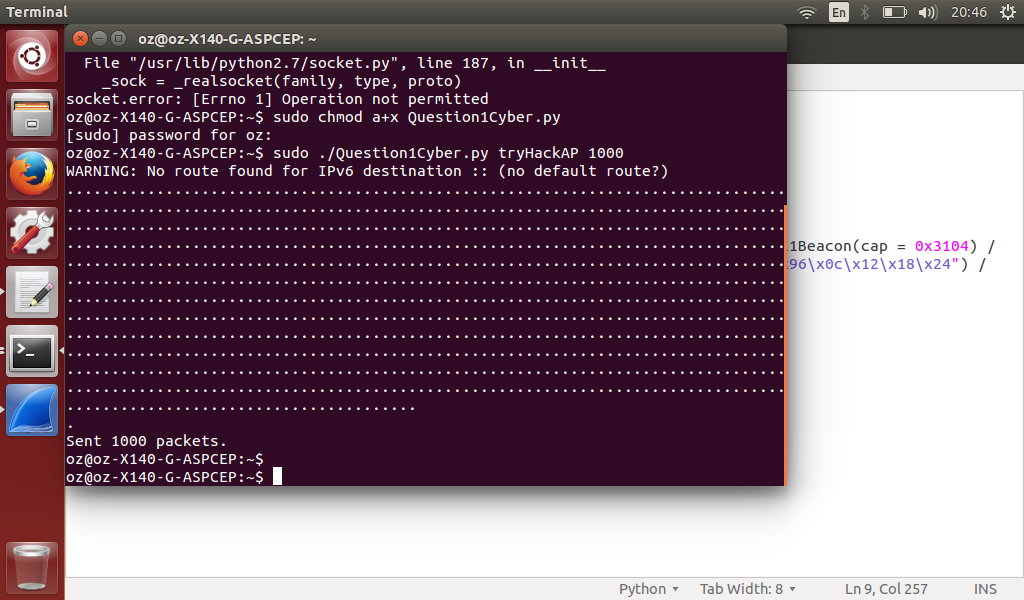 Terminal
En
20:46
oz@oz-X140-G-ASPCEP: ~
  File "/usr/lib/python2.7/socket.py", line 187, in __init__
    _sock = _realsocket(family, type, proto)
socket.error: [Errno 1] Operation not permitted
oz@oz-X140-G-ASPCEP:~$ sudo chmod a+x Question1Cyber.py
[sudo] password for oz:
oz@oz-X140-G-ASPCEP:~$ sudo ./Question1Cyber.py tryHackAP 1000
WARNING: No route found for IPv6 destination :: (no default route?)
................................................................................
................................................................................
................................................................................
................................................................................
................................................................................
................................................................................
................................................................................
................................................................................
................................................................................
................................................................................
................................................................................
................................................................................
.......................................
.
Sent 1000 packets.
oz@oz-X140-G-ASPCEP:~$
oz@oz-X140-G-ASPCEP:~$
1Beacon(cap = 0x3104) /
96\x0c\x12\x18\x24") /
Python
Tab Width: 8
Ln 9, Col 257
INS